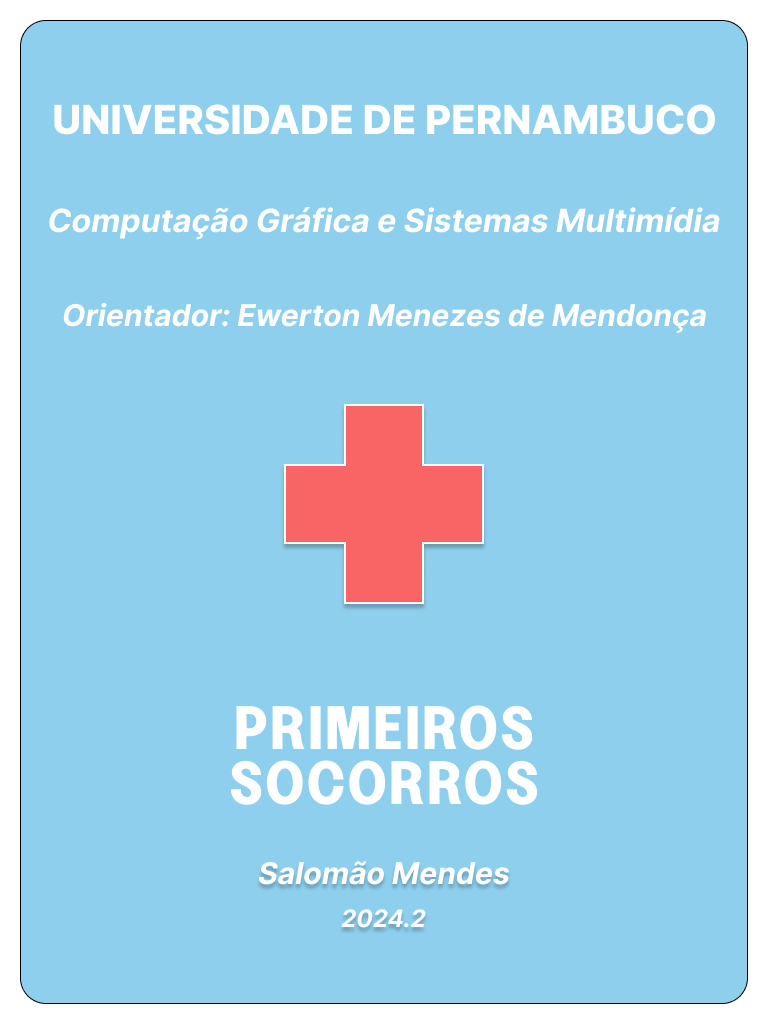 UNIVERSIDADE DE PERNAMBUCO
Computação Gráfica e Sistemas Multimídia
Orientador: Ewerton Menezes de Mendonça
PRIMEIROS
SOCORROS
Salomão Mendes
2024.2